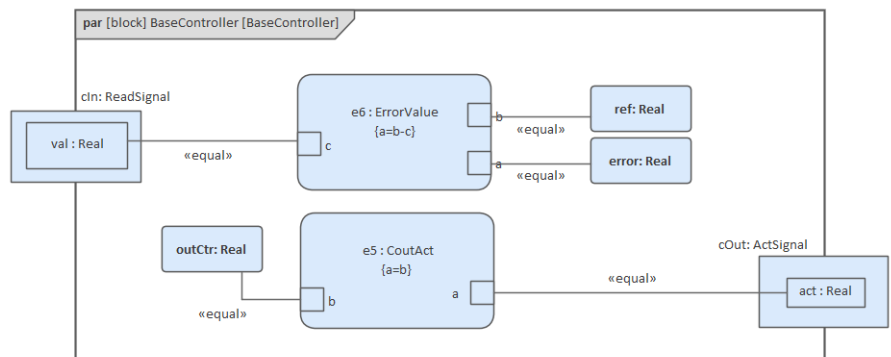 par [block] BaseController [BaseController]
cIn: ReadSignal
val : Real
«equal»
c
e6 : ErrorValue
{a=b-c}
b
«equal»
ref: Real
a
«equal»
error: Real
outCtr: Real
«equal»
b
e5 : CoutAct
{a=b}
a
«equal»
cOut: ActSignal
act : Real